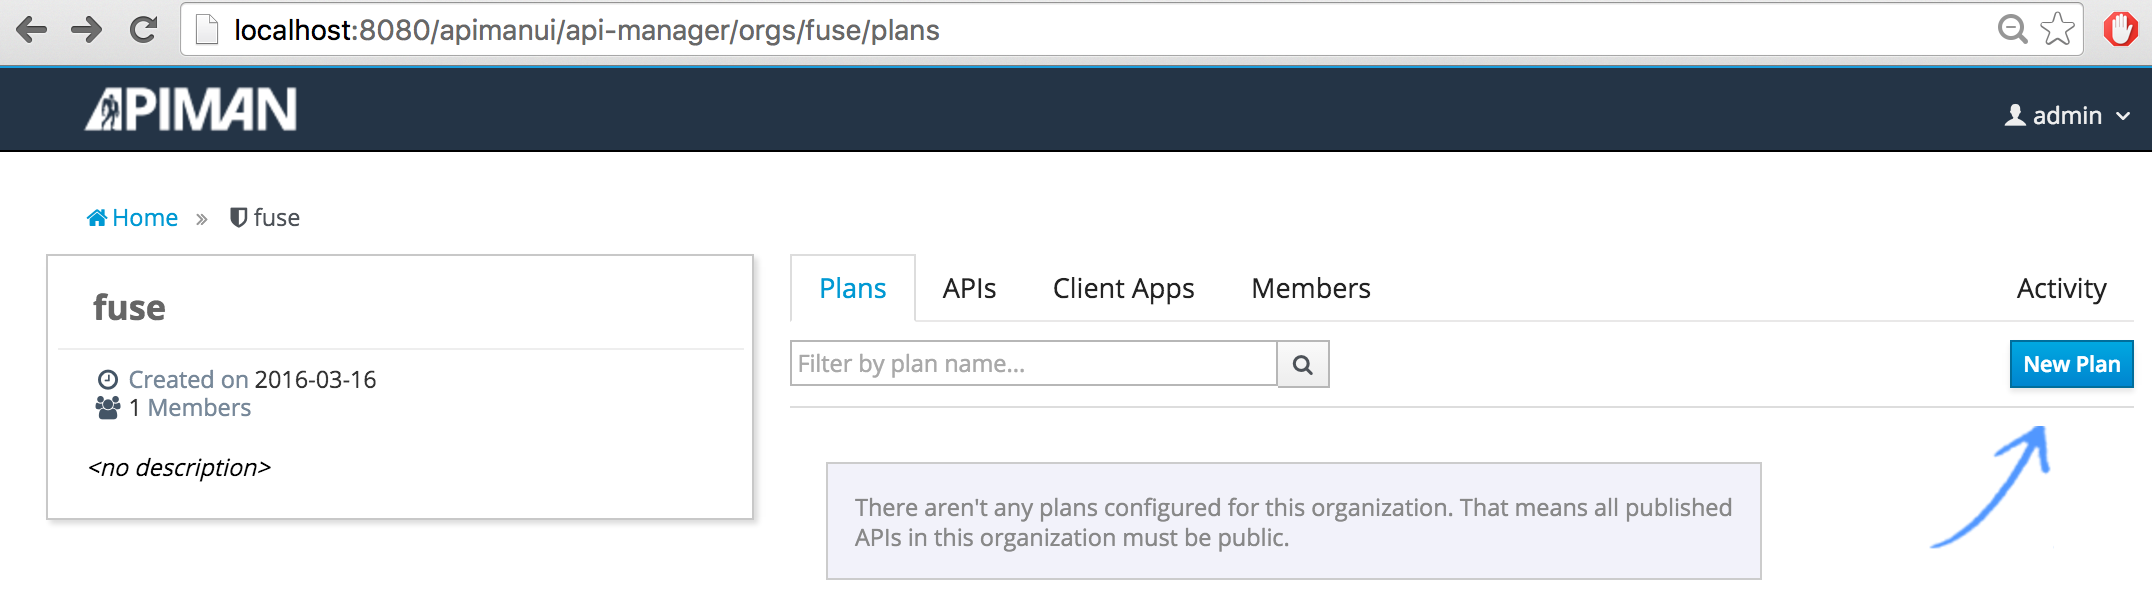 localhost:8080/apimanui/api-manager/orgs/fuse/plans
APIMAN
admin
Home » fuse
fuse
Created on 2016-03-16
1 Members
<no description>
Plans APIs Client Apps Members Activity
Filter by plan name...
New Plan
There aren't any plans configured for this organization. That means all published
APIs in this organization must be public.